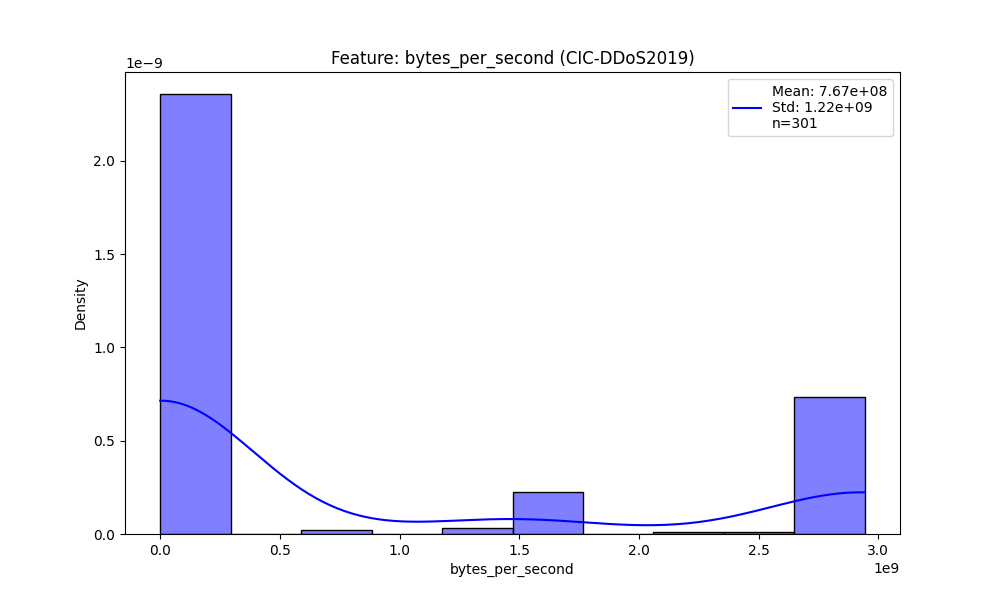 Feature: bytes_per_second (CIC-DDoS2019)
1e−9
Mean: 7.67e+08
Std: 1.22e+09
n=301
2.0
1.5
1.0
0.5
0.0
Density
0.0 0.5 1.0 1.5 2.0 2.5 3.0
1e9
bytes_per_second